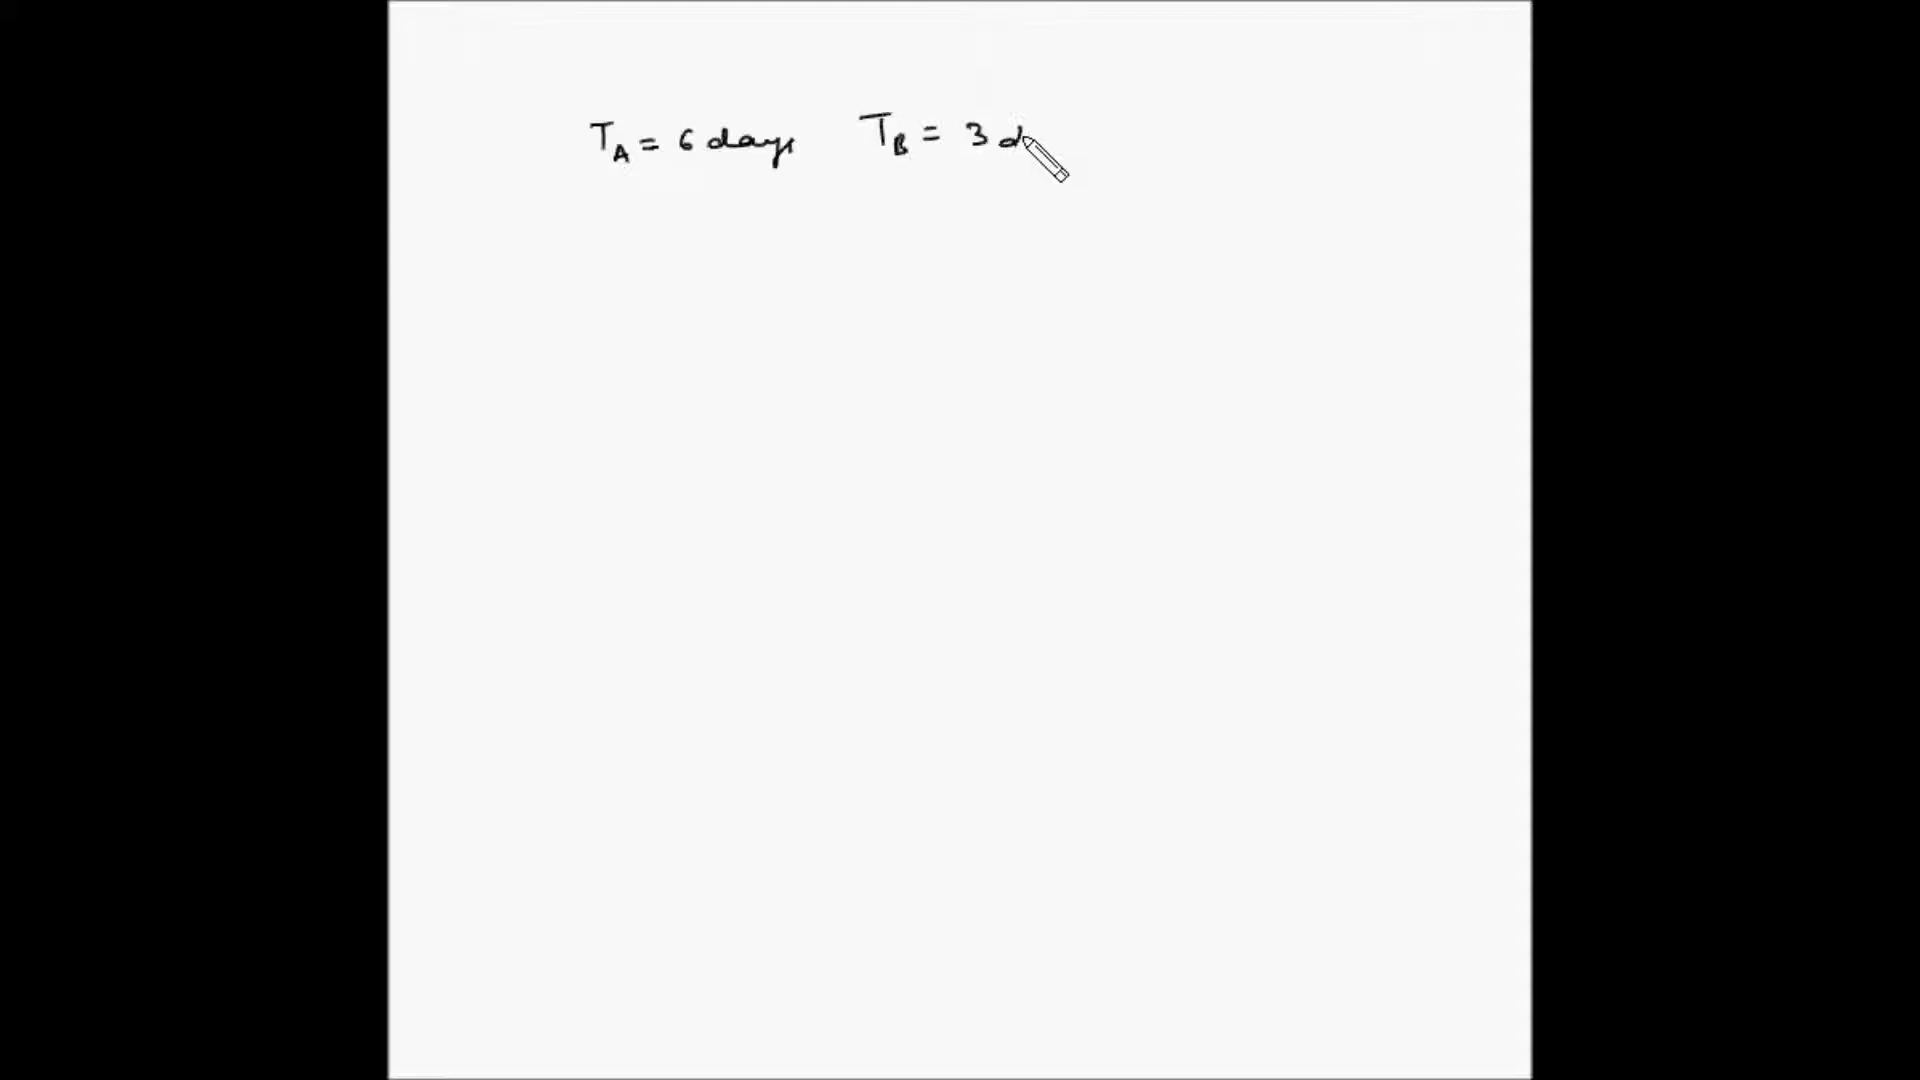 T_A = 6 days T_B = 3 d